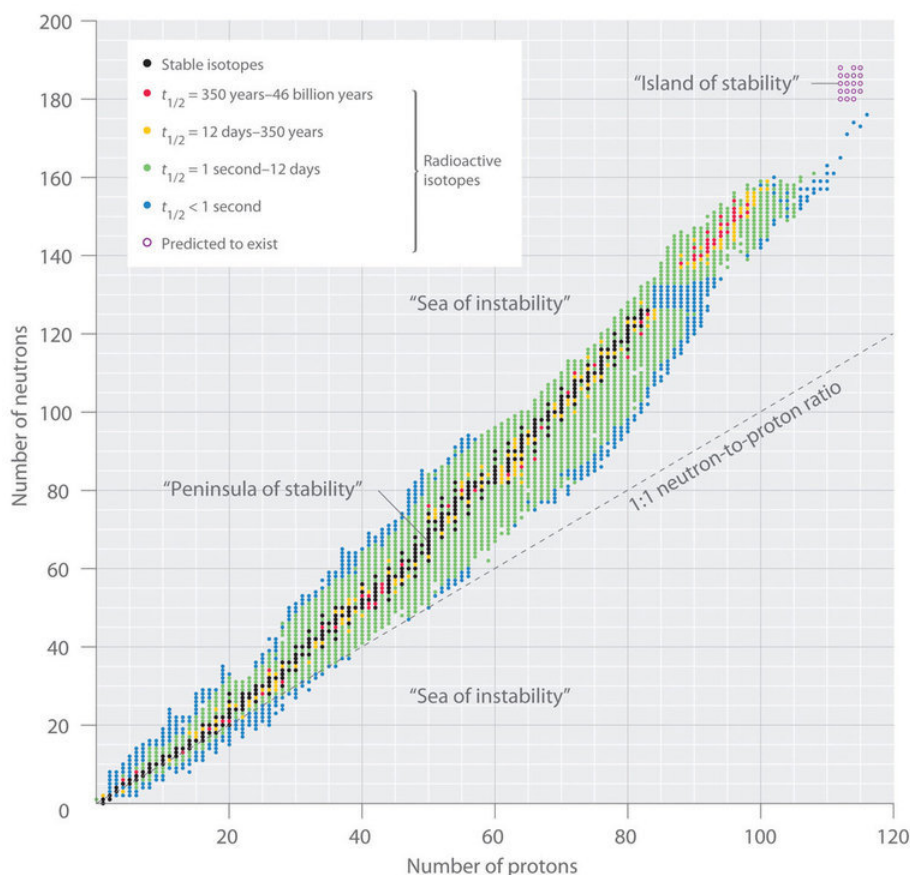 200
180
160
140
120
100
80
60
40
20
0
Number of neutrons
Stable isotopes
t1/2 = 350 years–46 billion years
t1/2 = 12 days–350 years
t1/2 = 1 second–12 days
t1/2 < 1 second
Predicted to exist
Radioactive
isotopes
“Island of stability”
“Sea of instability”
“Peninsula of stability”
1:1 neutron-to-proton ratio
“Sea of instability”
20
40
60
80
100
120
Number of protons